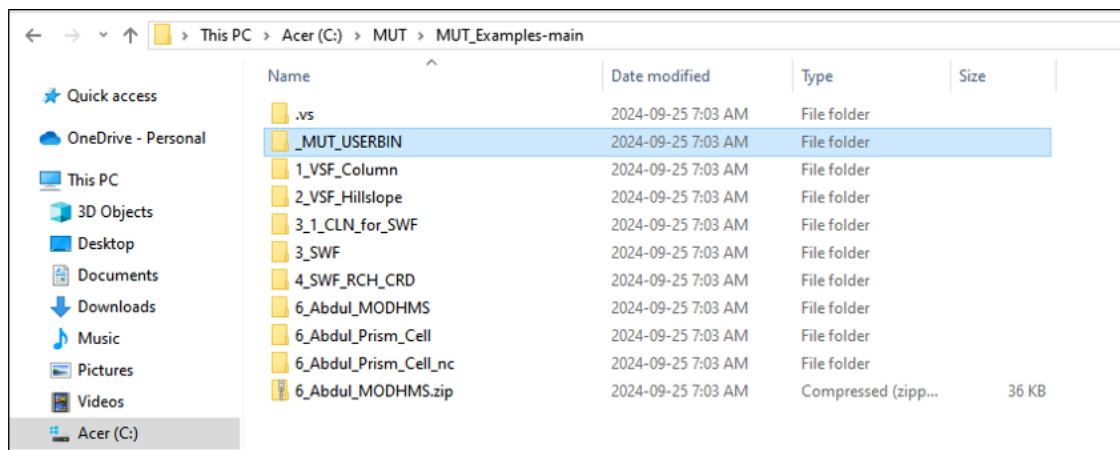 This PC > Acer (C:) > MUT > MUT_Examples-main
Name Date modified Type Size
Quick access
OneDrive - Personal
This PC
3D Objects
Desktop
Documents
Downloads
Music
Pictures
Videos
Acer (C:)
.vs 2024-09-25 7:03 AM File folder
_MUT_USERBIN 2024-09-25 7:03 AM File folder
1_VSF_Column 2024-09-25 7:03 AM File folder
2_VSF_Hillslope 2024-09-25 7:03 AM File folder
3_1_CLN_for_SWF 2024-09-25 7:03 AM File folder
3_SWF 2024-09-25 7:03 AM File folder
4_SWF_RCH_CRD 2024-09-25 7:03 AM File folder
6_Abdul_MODHMS 2024-09-25 7:03 AM File folder
6_Abdul_Prism_Cell 2024-09-25 7:03 AM File folder
6_Abdul_Prism_Cell_nc 2024-09-25 7:03 AM File folder
6_Abdul_MODHMS.zip 2024-09-25 7:03 AM Compressed (zipp... 36 KB